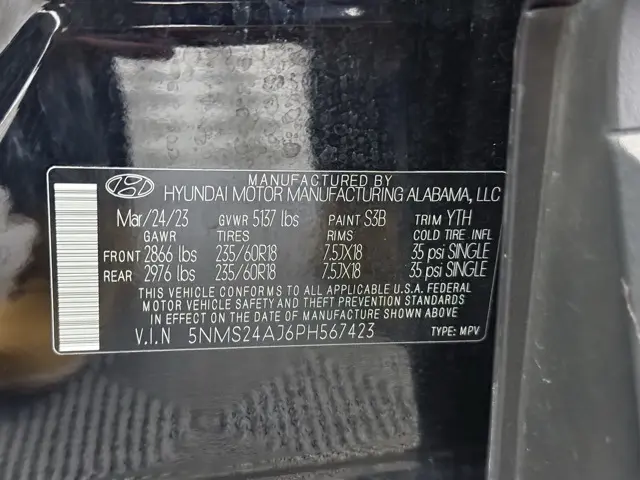 MANUFACTURED BY
HYUNDAI MOTOR MANUFACTURING ALABAMA, LLC
Mar/24/23 GVWR 5137 lbs PAINT S3B TRIM YTH
GAWR TIRES RIMS COLD TIRE INFL
FRONT 2866 lbs 235/60R18 7.5JX18 35 psi SINGLE
REAR 2976 lbs 235/60R18 7.5JX18 35 psi SINGLE
THIS VEHICLE CONFORMS TO ALL APPLICABLE U.S.A. FEDERAL
MOTOR VEHICLE SAFETY AND THEFT PREVENTION STANDARDS
IN EFFECT ON THE DATE OF MANUFACTURE SHOWN ABOVE
V.I.N 5NMS24AJ6PH567423 TYPE: MPV